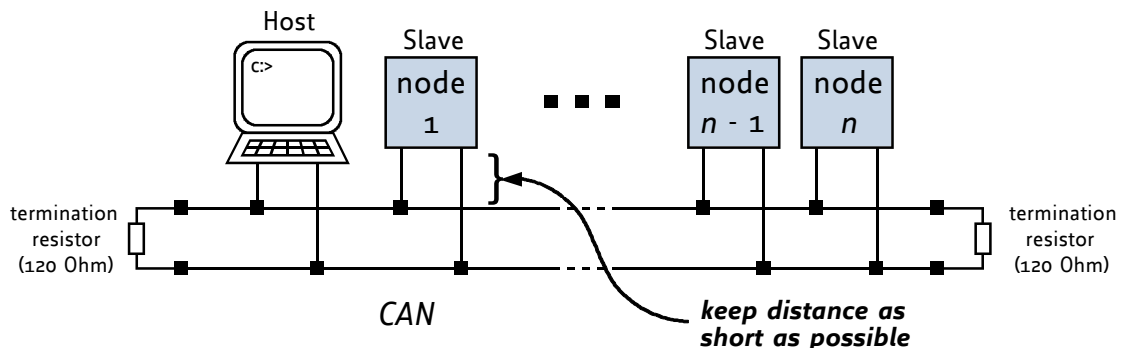 Host
C:>
Slave
node
1
Slave
node
n - 1
Slave
node
n
termination
resistor
(120 Ohm)
termination
resistor
(120 Ohm)
CAN
keep distance as
short as possible